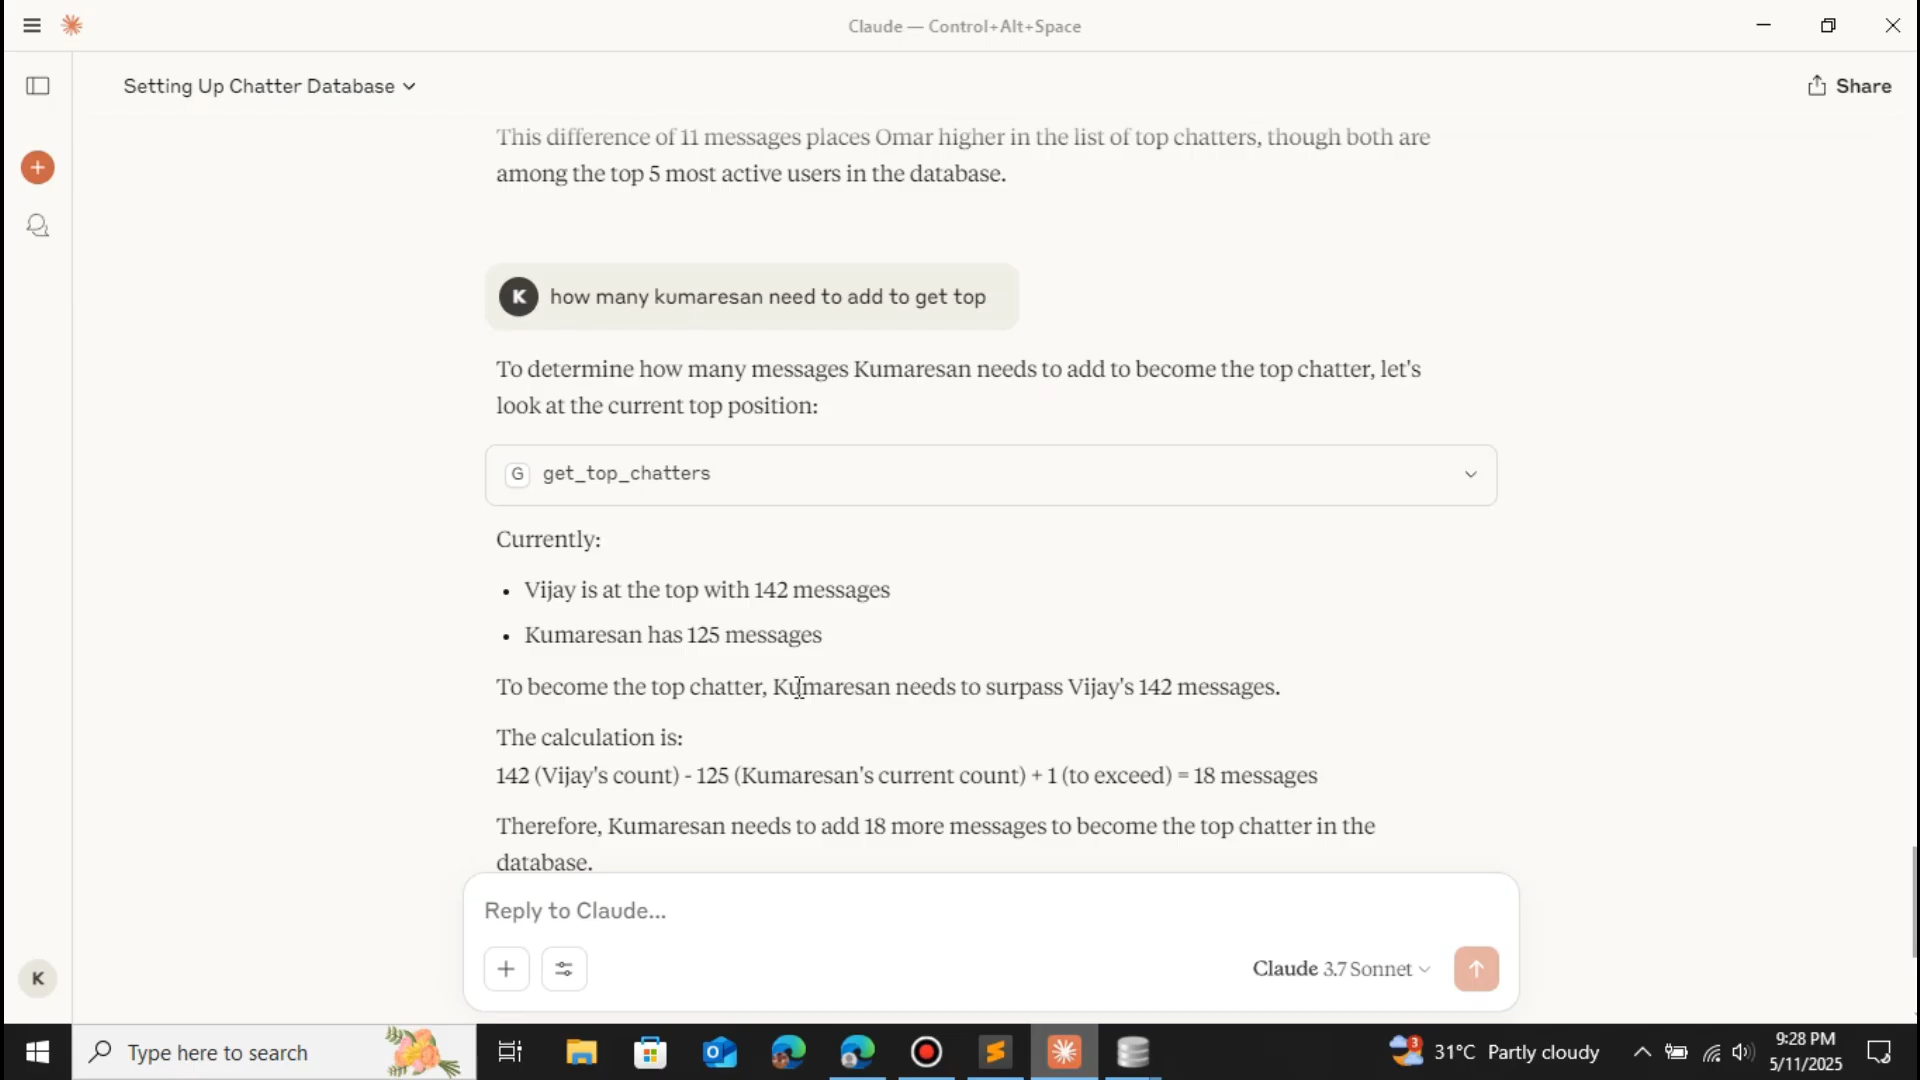 Claude — Control+Alt+Space
Setting Up Chatter Database
Share
This difference of 11 messages places Omar higher in the list of top chatters, though both are
among the top 5 most active users in the database.
K how many kumaresan need to add to get top
To determine how many messages Kumaresan needs to add to become the top chatter, let's
look at the current top position:
G get_top_chatters
Currently:
• Vijay is at the top with 142 messages
• Kumaresan has 125 messages
To become the top chatter, Kumaresan needs to surpass Vijay's 142 messages.
The calculation is:
142 (Vijay's count) - 125 (Kumaresan's current count) + 1 (to exceed) = 18 messages
Therefore, Kumaresan needs to add 18 more messages to become the top chatter in the
database.
Reply to Claude...
Claude 3.7 Sonnet
K
Type here to search
3
31°C Partly cloudy
9:28 PM
5/11/2025